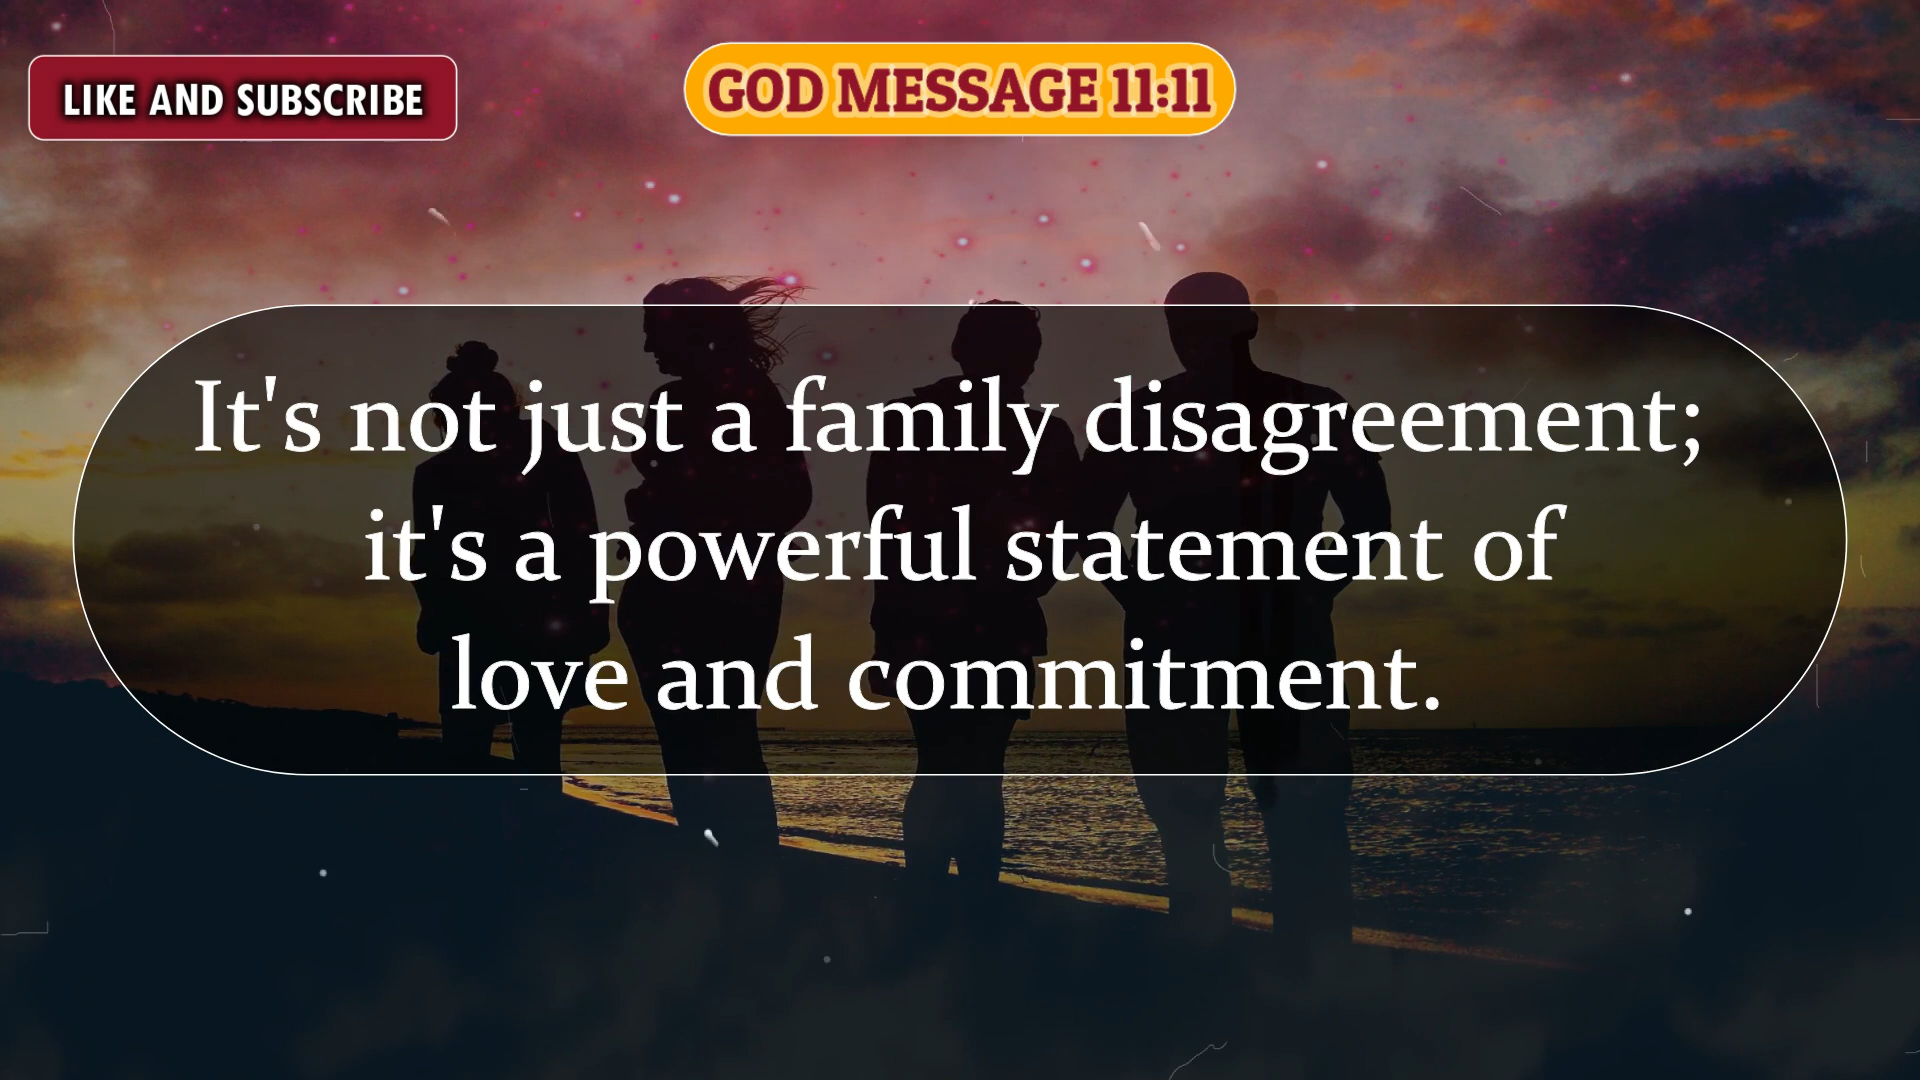 LIKE AND SUBSCRIBE
GOD MESSAGE 11:11
It's not just a family disagreement;
it's a powerful statement of
love and commitment.